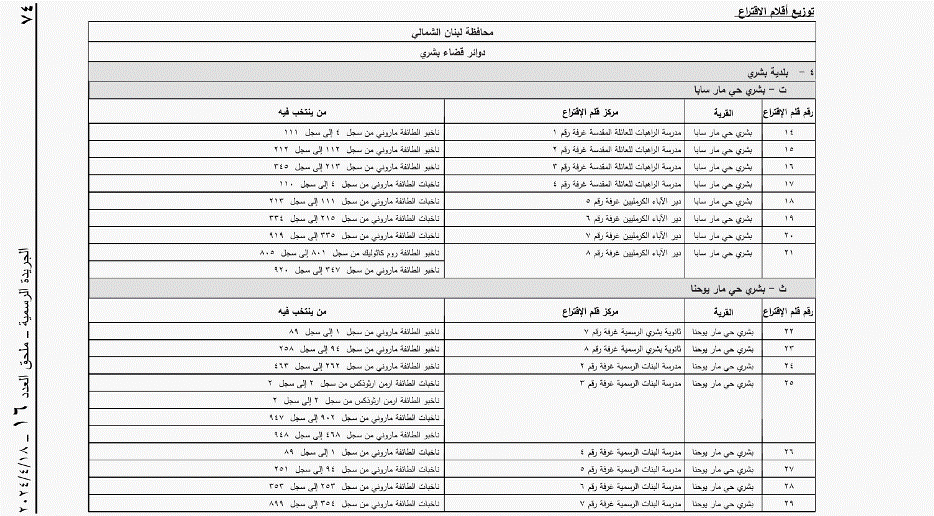 توزيع أقلام الاقتراع
محافظة لبنان الشمالي
دوائر قضاء بشري
٤ - بلدية بشري
ت - بشري حي مار سابا
رقم قلم الإقتراع القرية مركز قلم الإقتراع من ينتخب فيه
١٤ بشري حي مار سابا مدرسة الراهبات للعائلة المقدسة غرفة رقم ١ ناخبو الطائفة ماروني من سجل ٤ إلى سجل ١١١
١٥ بشري حي مار سابا مدرسة الراهبات للعائلة المقدسة غرفة رقم ٢ ناخبو الطائفة ماروني من سجل ١١٢ إلى سجل ٢١٢
١٦ بشري حي مار سابا مدرسة الراهبات للعائلة المقدسة غرفة رقم ٣ ناخبو الطائفة ماروني من سجل ٢١٣ إلى سجل ٣٤٥
١٧ بشري حي مار سابا مدرسة الراهبات للعائلة المقدسة غرفة رقم ٤ ناخبات الطائفة ماروني من سجل ٤ إلى سجل ١١٠
١٨ بشري حي مار سابا دير الأباء الكرمليين غرفة رقم ٥ ناخبات الطائفة ماروني من سجل ١١١ إلى سجل ٢١٣
١٩ بشري حي مار سابا دير الأباء الكرمليين غرفة رقم ٦ ناخبات الطائفة ماروني من سجل ٢١٥ إلى سجل ٣٣٤
٢٠ بشري حي مار سابا دير الأباء الكرمليين غرفة رقم ٧ ناخبات الطائفة ماروني من سجل ٣٣٥ إلى سجل ٩١٩
٢١ بشري حي مار سابا دير الأباء الكرمليين غرفة رقم ٨ ناخبو الطائفة روم كاثوليك من سجل ٨٠١ إلى سجل ٨٠٥
ناخبو الطائفة ماروني من سجل ٣٤٧ إلى سجل ٩٢٠
ث - بشري حي مار يوحنا
رقم قلم الإقتراع القرية مركز قلم الإقتراع من ينتخب فيه
٢٢ بشري حي مار يوحنا ثانوية بشري الرسمية غرفة رقم ٧ ناخبو الطائفة ماروني من سجل ١ إلى سجل ٨٩
٢٣ بشري حي مار يوحنا ثانوية بشري الرسمية غرفة رقم ٨ ناخبو الطائفة ماروني من سجل ٩٤ إلى سجل ٢٥٨
٢٤ بشري حي مار يوحنا مدرسة البنات الرسمية غرفة رقم ٢ ناخبو الطائفة ماروني من سجل ٢٦٢ إلى سجل ٤٦٣
٢٥ بشري حي مار يوحنا مدرسة البنات الرسمية غرفة رقم ٣ ناخبات الطائفة ارمن ارثوذكس من سجل ٢ إلى سجل ٢
ناخبو الطائفة ارمن ارثوذكس من سجل ٢ إلى سجل ٢
ناخبات الطائفة ماروني من سجل ٩٠٢ إلى سجل ٩٤٧
ناخبو الطائفة ماروني من سجل ٤٦٨ إلى سجل ٩٤٨
٢٦ بشري حي مار يوحنا مدرسة البنات الرسمية غرفة رقم ٤ ناخبات الطائفة ماروني من سجل ١ إلى سجل ٨٩
٢٧ بشري حي مار يوحنا مدرسة البنات الرسمية غرفة رقم ٥ ناخبات الطائفة ماروني من سجل ٩٤ إلى سجل ٢٥١
٢٨ بشري حي مار يوحنا مدرسة البنات الرسمية غرفة رقم ٦ ناخبات الطائفة ماروني من سجل ٢٥٣ إلى سجل ٣٥٣
٢٩ بشري حي مار يوحنا مدرسة البنات الرسمية غرفة رقم ٧ ناخبات الطائفة ماروني من سجل ٣٥٤ إلى سجل ٨٩٩
٧٤
الجريدة الرسمية – ملحق العدد ١٦ – ٢٠٢٤/٤/١٨